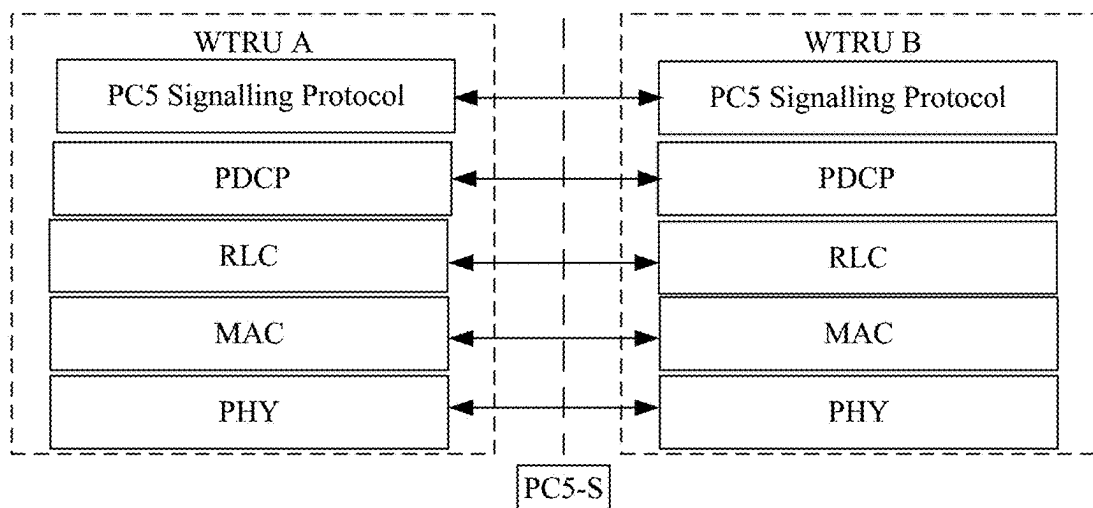 WTRU A
WTRU B
PC5 Signalling Protocol
PC5 Signalling Protocol
PDCP
PDCP
RLC
RLC
MAC
MAC
PHY
PHY
PC5-S